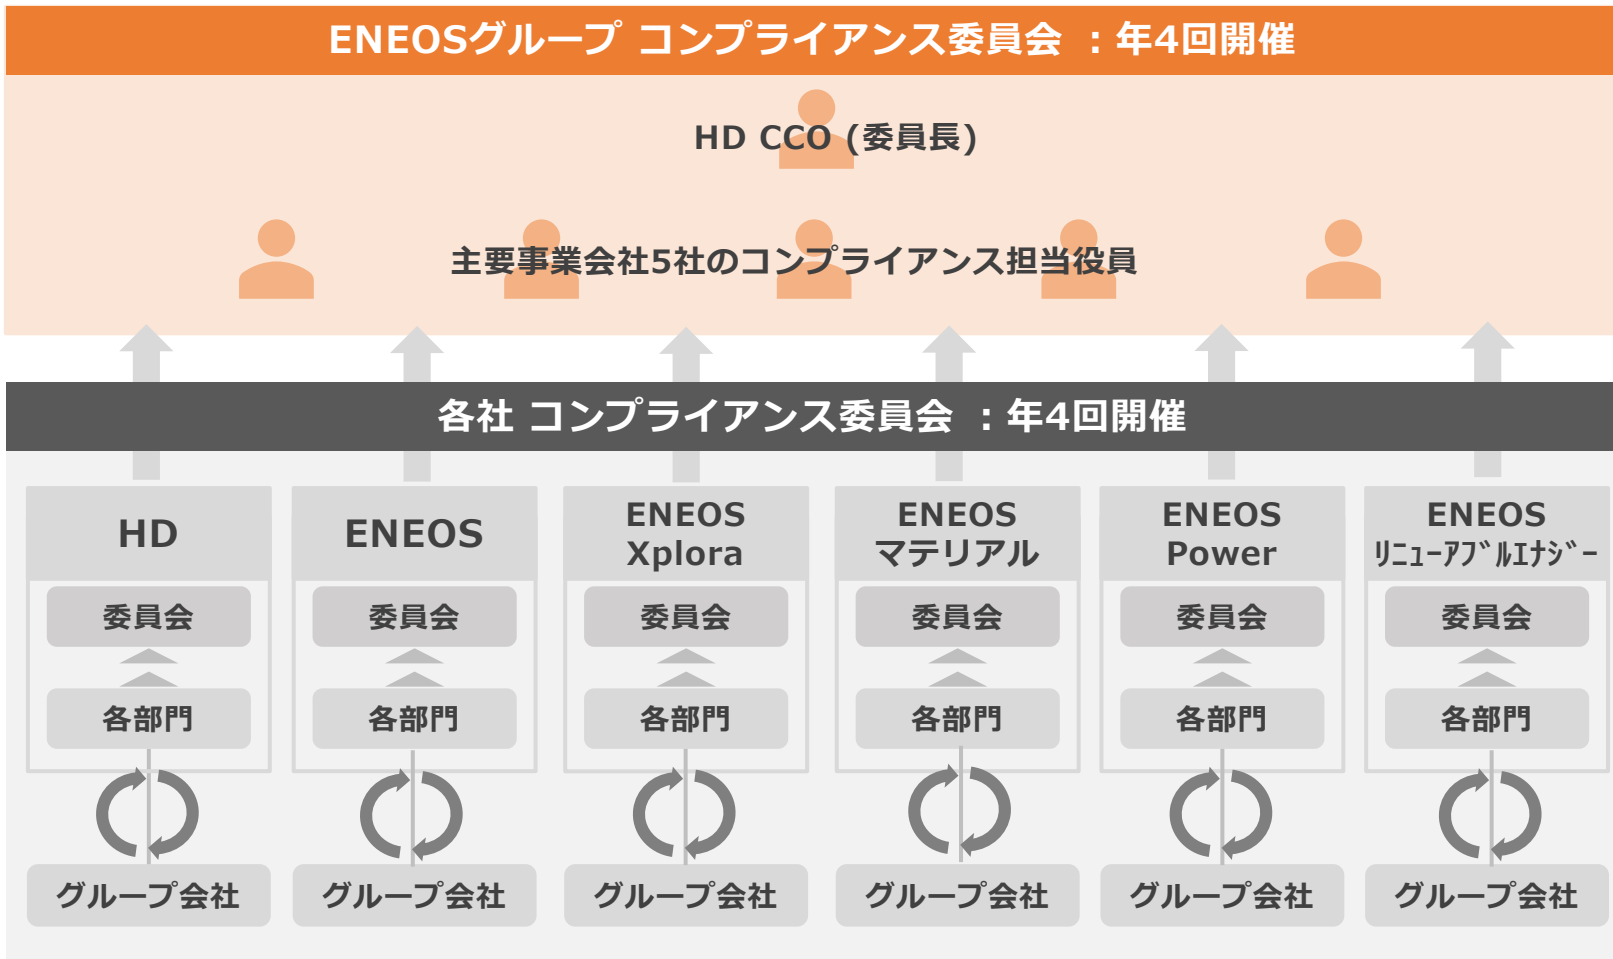 ENEOSグループ コンプライアンス委員会 ：年4回開催
HD CCO (委員長)
主要事業会社5社のコンプライアンス担当役員
各社 コンプライアンス委員会 ：年4回開催
HD
ENEOS
ENEOS
Xplora
ENEOS
マテリアル
ENEOS
Power
ENEOS
ﾘﾆｭｰｱﾌﾞﾙｴﾅｼﾞｰ
委員会
委員会
委員会
委員会
委員会
委員会
各部門
各部門
各部門
各部門
各部門
各部門
グループ会社
グループ会社
グループ会社
グループ会社
グループ会社
グループ会社